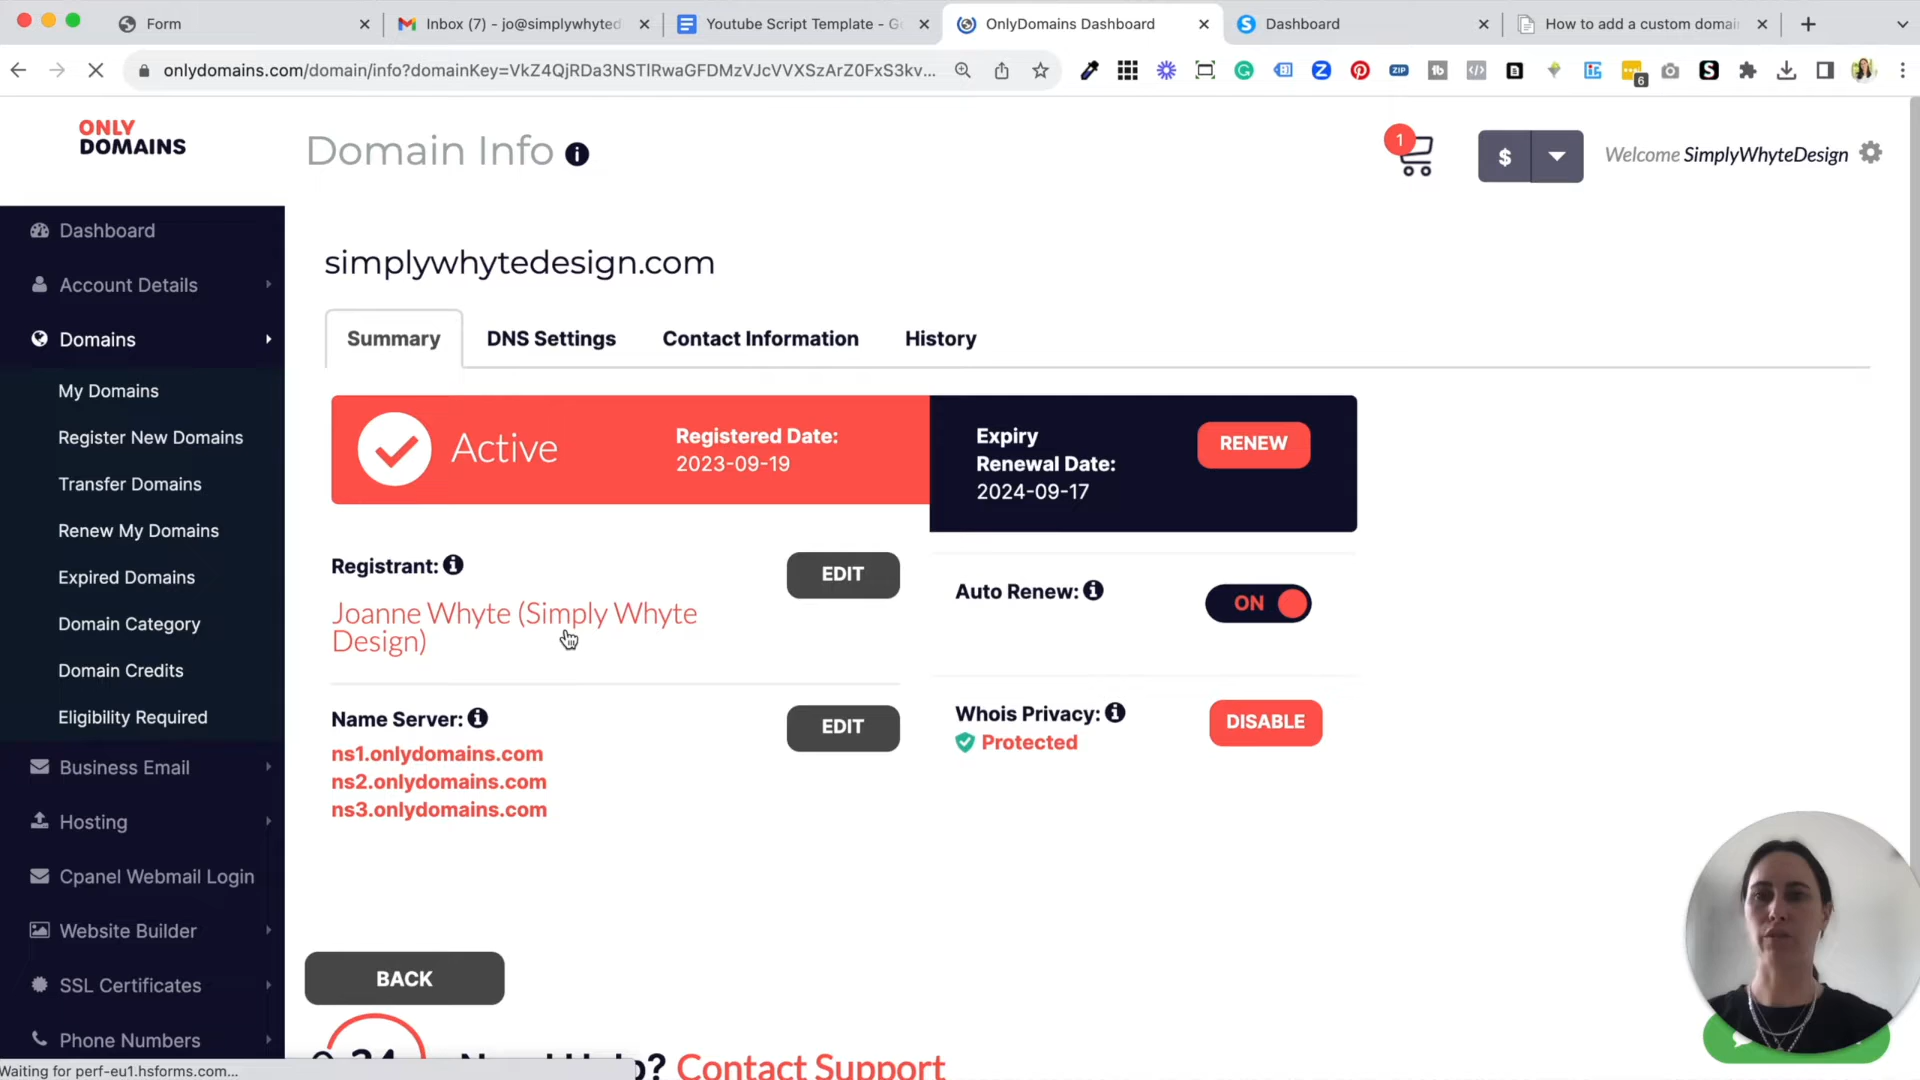 Form
Inbox (7) - jo@simplywhyted
Youtube Script Template - Go
OnlyDomains Dashboard
Dashboard
How to add a custom domai
onlydomains.com/domain/info?domainKey=VkZ4QjRDa3NSTlRwaGFDMzVJcVVXSzArZ0FxS3kv...
ZIP
6
ONLY
DOMAINS
Domain Info
1
$
Welcome SimplyWhyteDesign
Dashboard
Account Details
Domains
My Domains
Register New Domains
Transfer Domains
Renew My Domains
Expired Domains
Domain Category
Domain Credits
Eligibility Required
Business Email
Hosting
Cpanel Webmail Login
Website Builder
SSL Certificates
Phone Numbers
simplywhytedesign.com
Summary
DNS Settings
Contact Information
History
Active
Registered Date:
2023-09-19
Expiry
Renewal Date:
2024-09-17
RENEW
Registrant:
EDIT
Joanne Whyte (Simply Whyte
Design)
Auto Renew:
ON
Name Server:
EDIT
ns1.onlydomains.com
ns2.onlydomains.com
ns3.onlydomains.com
Whois Privacy:
Protected
DISABLE
BACK
Contact Support
Waiting for perf-eu1.hsforms.com...